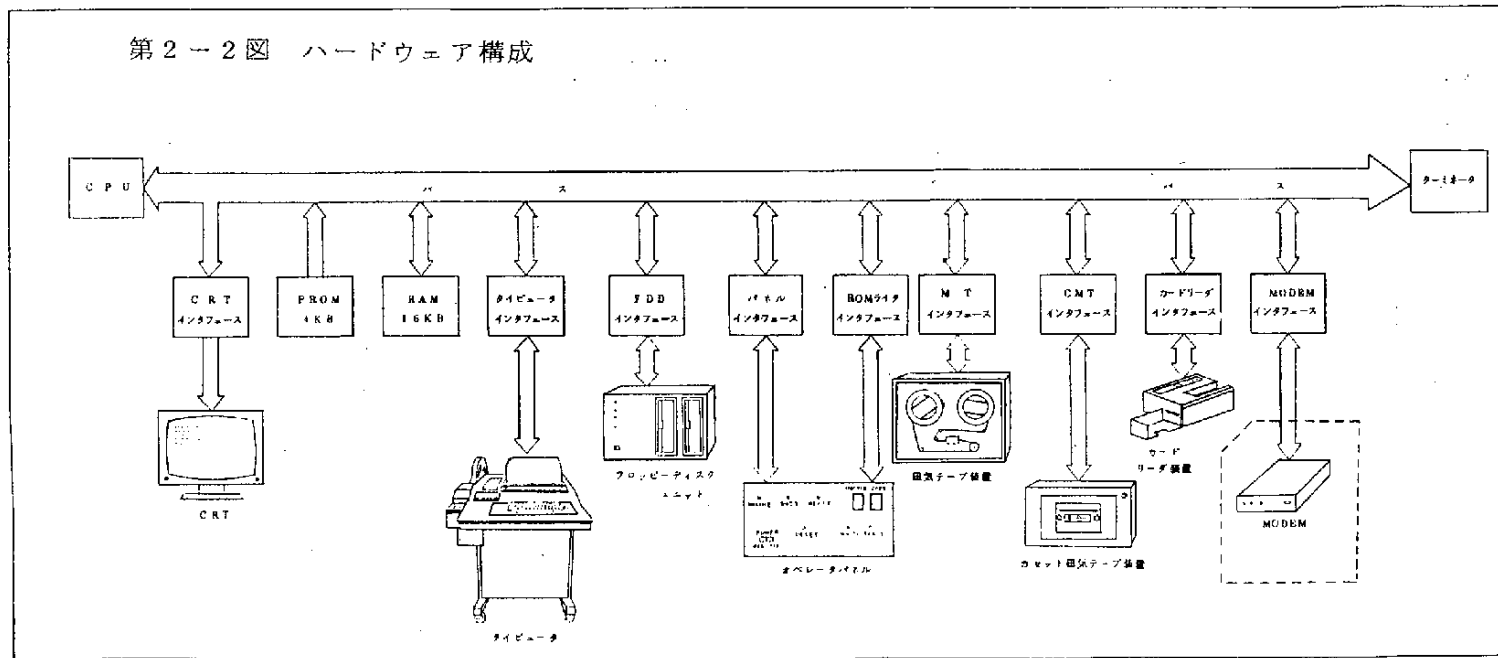 第2-2図 ハードウェア構成
CPU
バス
バス
ターミネータ
CRT
インタフェース
PROM
4KB
RAM
16KB
タイピュータ
インタフェース
FDD
インタフェース
パネル
インタフェース
ROMライタ
インタフェース
MT
インタフェース
CMT
インタフェース
カードリーダ
インタフェース
MODEM
インタフェース
CRT
タイピュータ
フロッピーディスク
ユニット
POWER
RESET
オペレータパネル
磁気テープ装置
カセット磁気テープ装置
カード
リーダ装置
MODEM